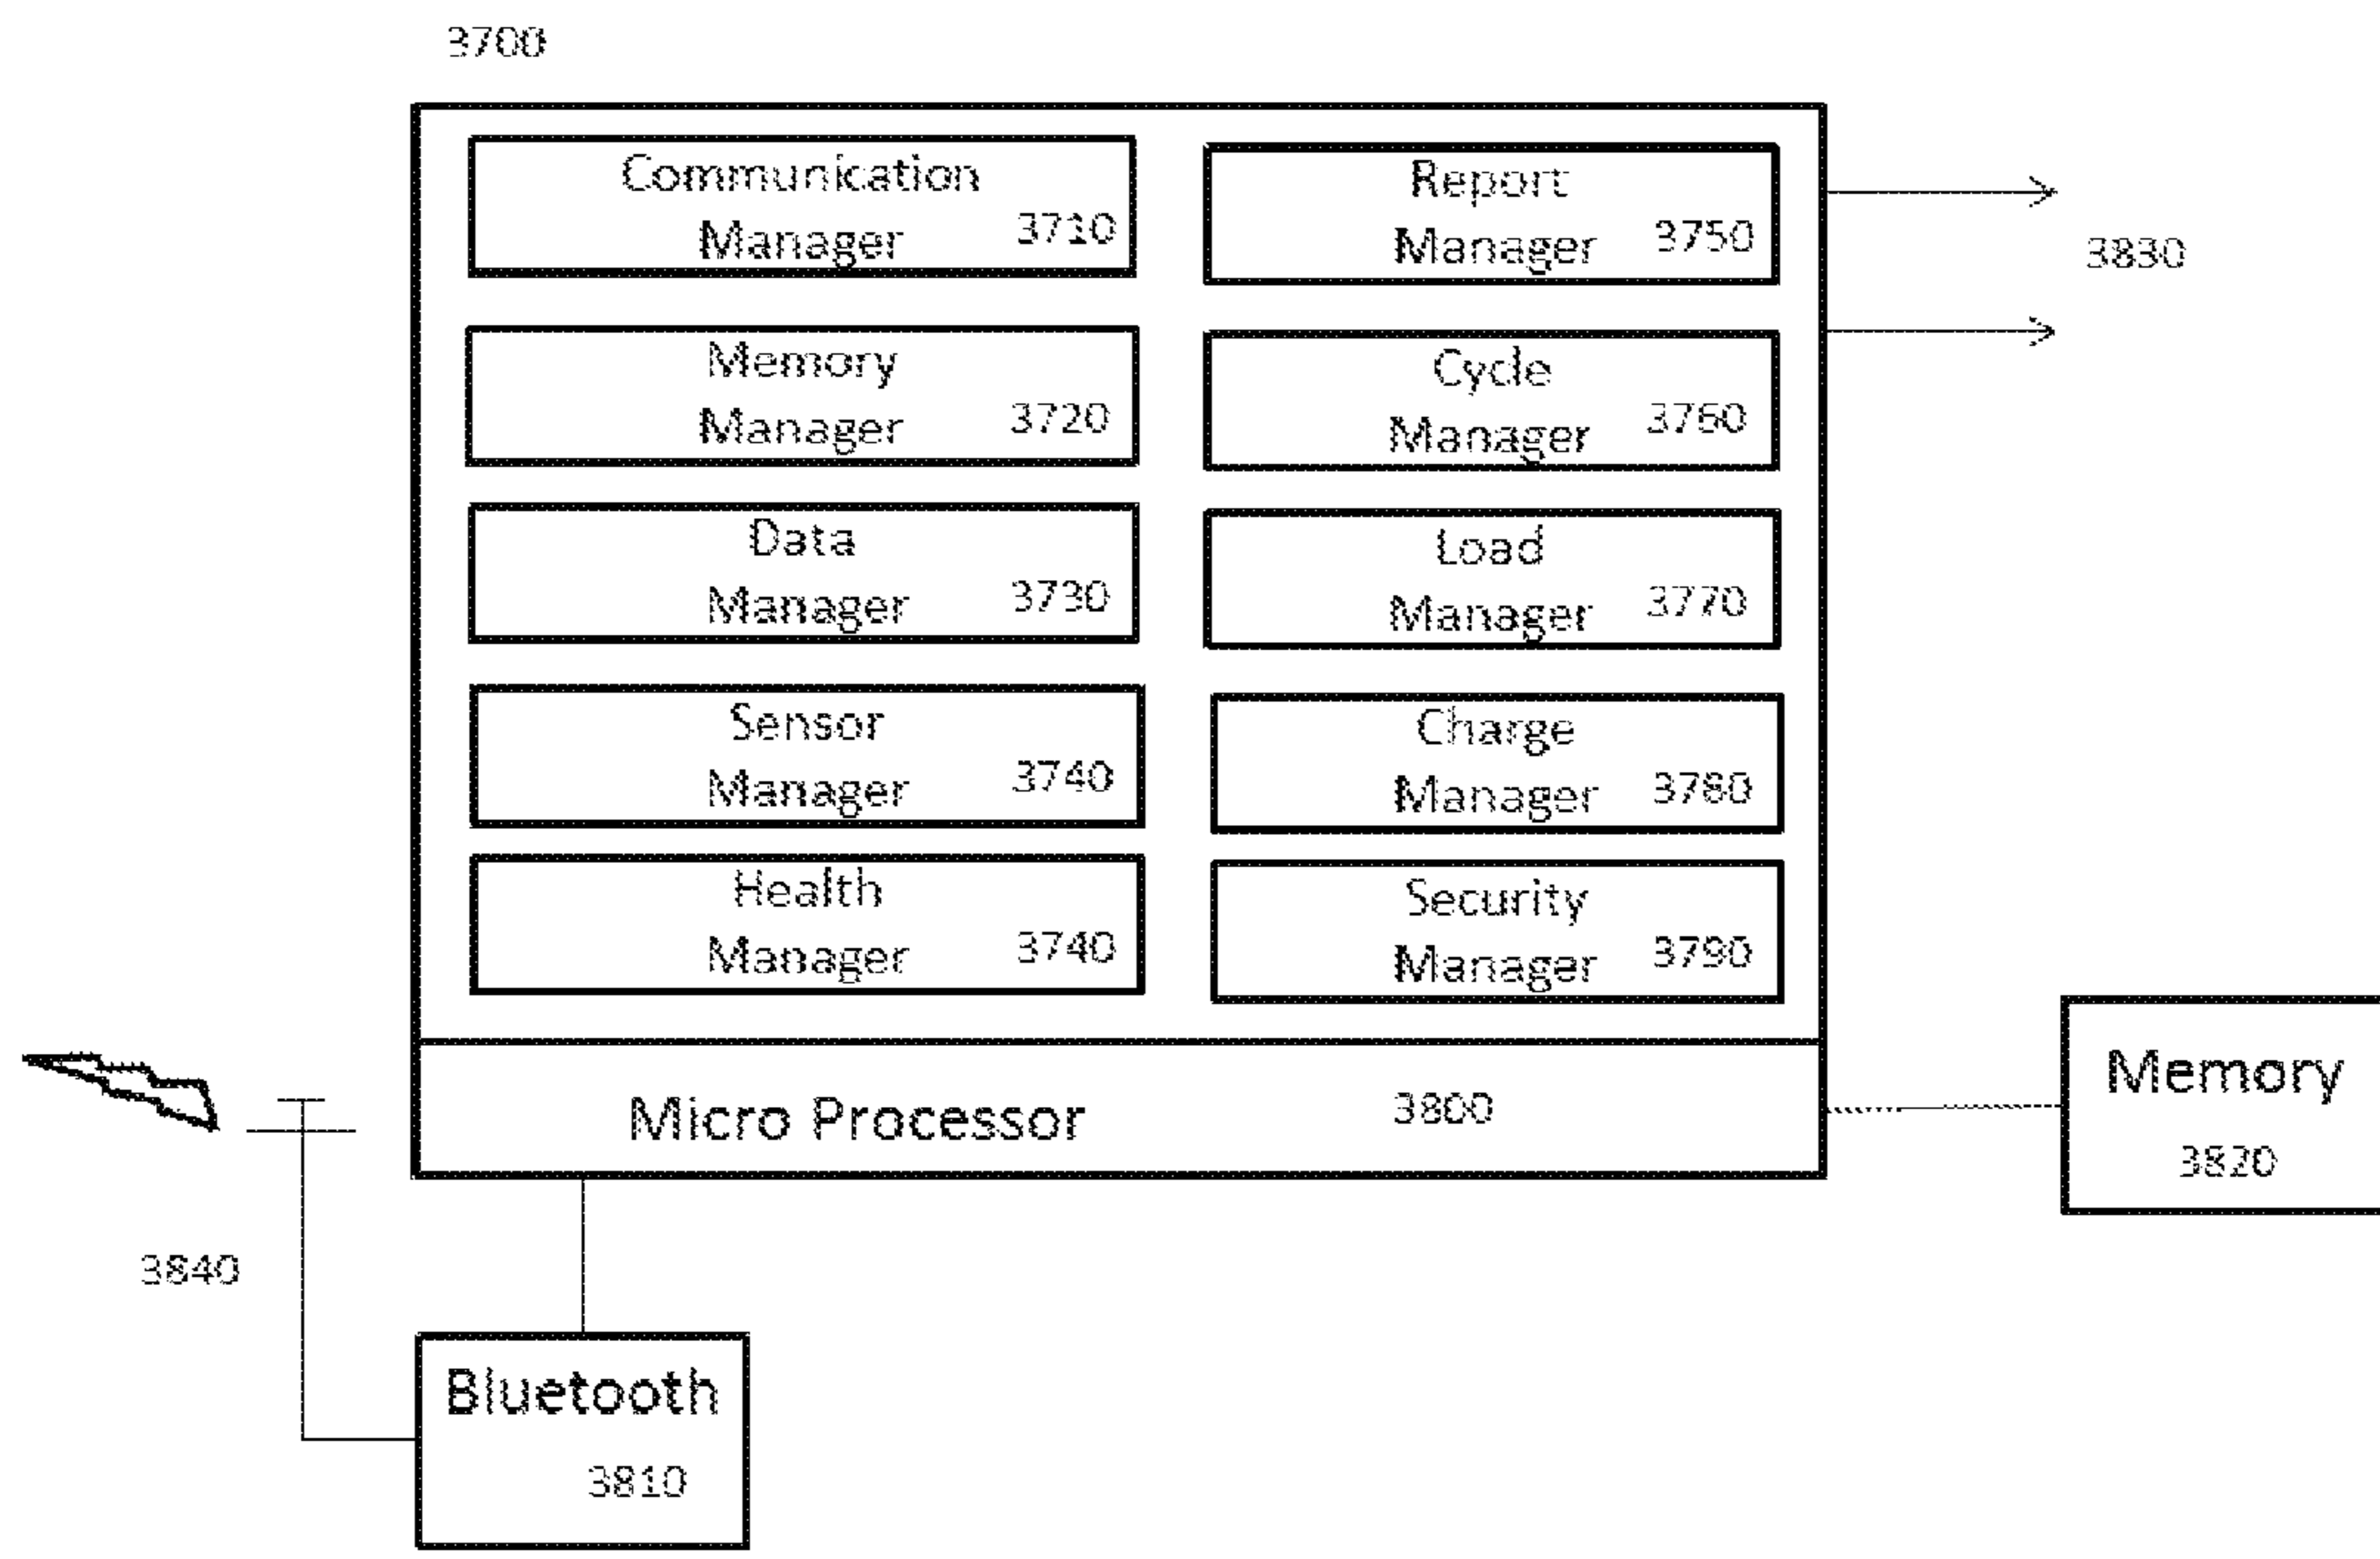 3700
Communication
Manager 3710
Memory
Manager 3720
Data
Manager 3730
Sensor
Manager 3740
Health
Manager 3740
Report
Manager 3750
Cycle
Manager 3760
Load
Manager 3770
Charge
Manager 3780
Security
Manager 3790
3830
Micro Processor 3800
Memory
3820
3840
Bluetooth
3810